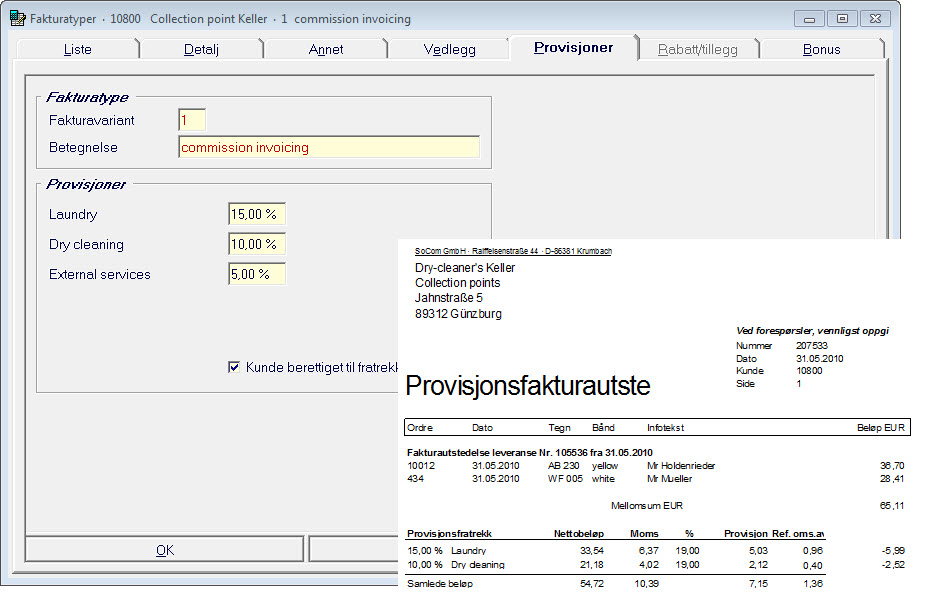 Fakturatyper · 10800 Collection point Keller · 1 commission invoicing
Liste Detalj Annet Vedlegg Provisjoner Rabatt/tillegg Bonus
Fakturatype
Fakturavariant 1
Betegnelse commission invoicing
Provisjoner
Laundry 15,00 %
Dry cleaning 10,00 %
External services 5,00 %
Kunde berettiget til fratrekk
OK
SoCom GmbH · Raiffeisenstraße 44 · D-86381 Krumbach
Dry-cleaner's Keller
Collection points
Jahnstraße 5
89312 Günzburg
Ved forespørsler, vennligst oppgi
Nummer 207533
Dato 31.05.2010
Kunde 10800
Side 1
Provisjonsfakturautste
Ordre Dato Tegn Bånd Infotekst Beløp EUR
Fakturautstedelse leveranse Nr. 105536 fra 31.05.2010
10012 31.05.2010 AB 230 yellow Mr Holdenrieder 36,70
434 31.05.2010 WF 005 white Mr Mueller 28,41
Mellomsum EUR 65,11
Provisjonsfratrekk Nettobeløp Moms % Provisjon Ref. oms.av
15,00 % Laundry 33,54 6,37 19,00 5,03 0,96 -5,99
10,00 % Dry cleaning 21,18 4,02 19,00 2,12 0,40 -2,52
Samlede beløp 54,72 10,39 7,15 1,36